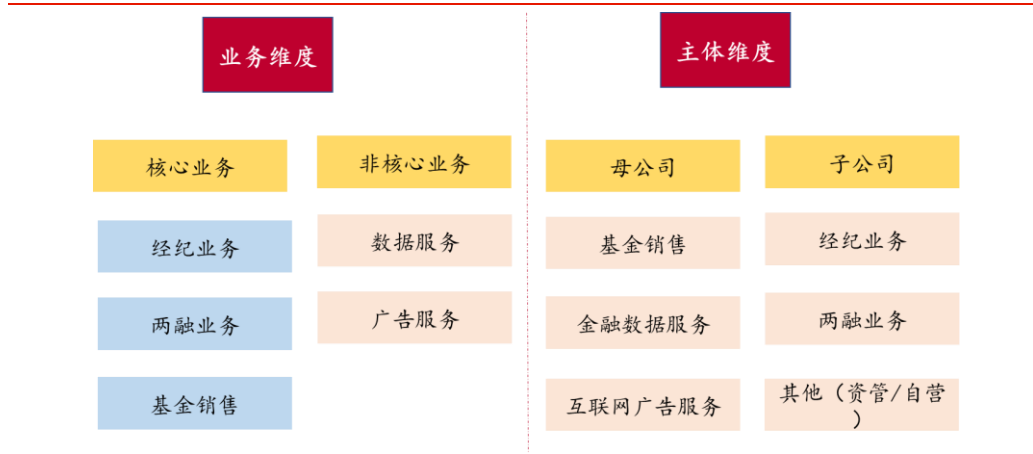 业务维度
主体维度
核心业务
非核心业务
母公司
子公司
经纪业务
数据服务
基金销售
经纪业务
两融业务
广告服务
金融数据服务
两融业务
基金销售
互联网广告服务
其他（资管/自营
）